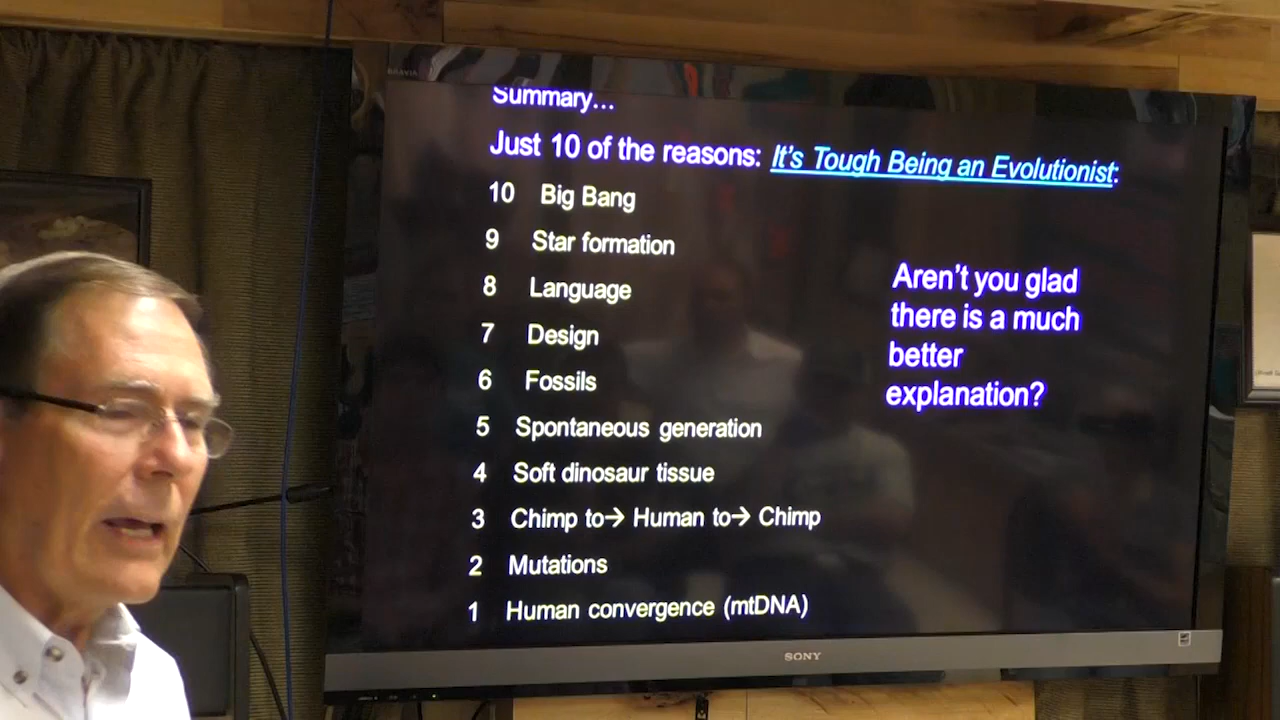 BRAVIA
Summary...
Just 10 of the reasons: It's Tough Being an Evolutionist:
10 Big Bang
9 Star formation
8 Language
7 Design
6 Fossils
5 Spontaneous generation
4 Soft dinosaur tissue
3 Chimp to→ Human to→ Chimp
2 Mutations
1 Human convergence (mtDNA)
Aren't you glad
there is a much
better
explanation?
SONY